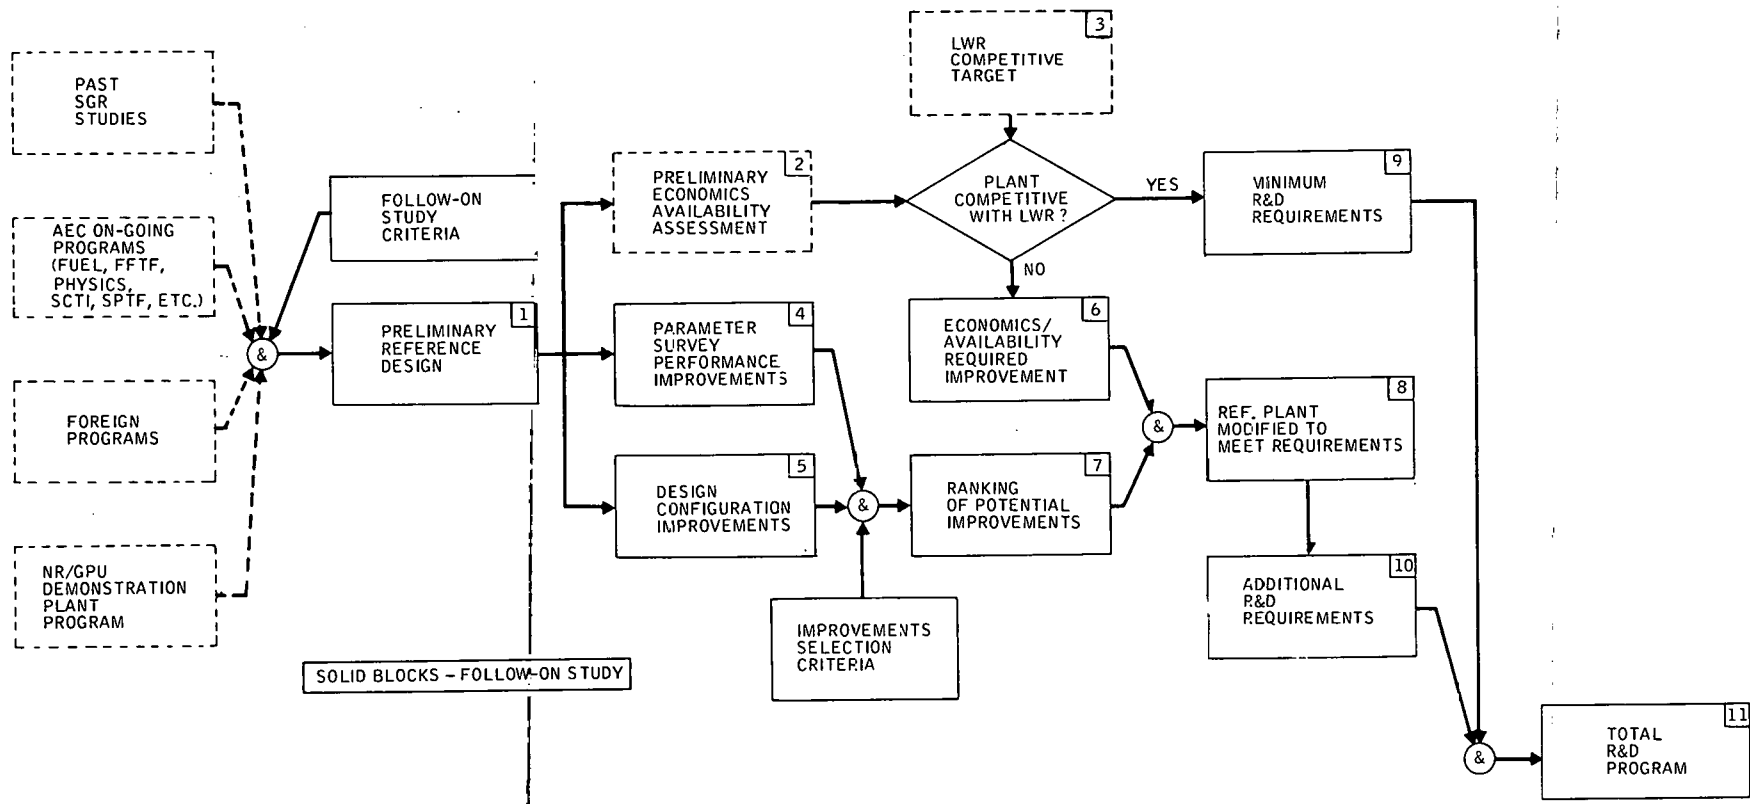 PAST
SGR
STUDIES
AEC ON-GOING
PROGRAMS
(FUEL, FFTF,
PHYSICS,
SCTI, SPTF, ETC.)
FOREIGN
PROGRAMS
NR/GPU
DEMONSTRATION
PLANT
PROGRAM
&
FOLLOW-ON
STUDY
CRITERIA
1
PRELIMINARY
REFERENCE
DESIGN
SOLID BLOCKS – FOLLOW-ON STUDY
2
PRELIMINARY
ECONOMICS
AVAILABILITY
ASSESSMENT
4
PARAMETER
SURVEY
PERFORMANCE
IMPROVEMENTS
5
DESIGN
CONFIGURATION
IMPROVEMENTS
&
IMPROVEMENTS
SELECTION
CRITERIA
3
LWR
COMPETITIVE
TARGET
PLANT
COMPETITIVE
WITH LWR?
YES
NO
6
ECONOMICS/
AVAILABILITY
REQUIRED
IMPROVEMENT
7
RANKING
OF POTENTIAL
IMPROVEMENTS
&
9
MINIMUM
R&D
REQUIREMENTS
8
REF. PLANT
MODIFIED TO
MEET REQUIREMENTS
10
ADDITIONAL
R&D
REQUIREMENTS
&
11
TOTAL
R&D
PROGRAM